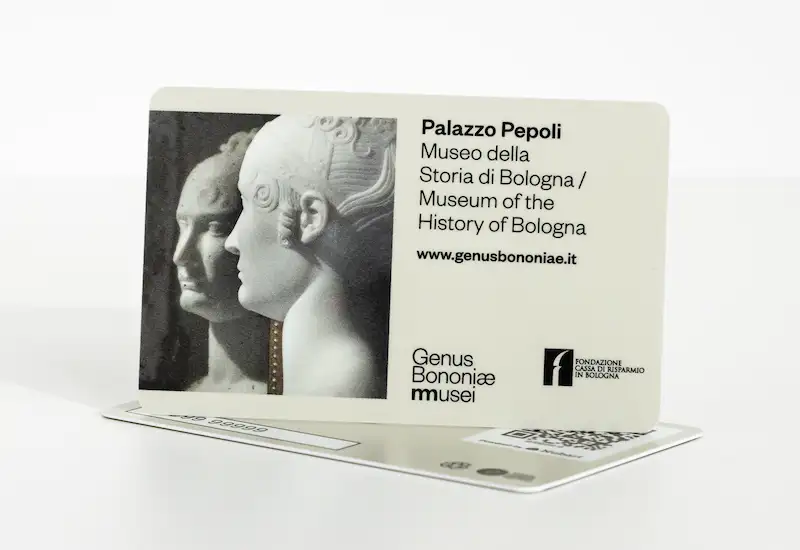 Palazzo Pepoli
Museo della
Storia di Bologna /
Museum of the
History of Bologna
www.genusbononiae.it
Genus
Bononiæ
musei
FONDAZIONE
CASSA DI RISPARMIO
IN BOLOGNA
99999